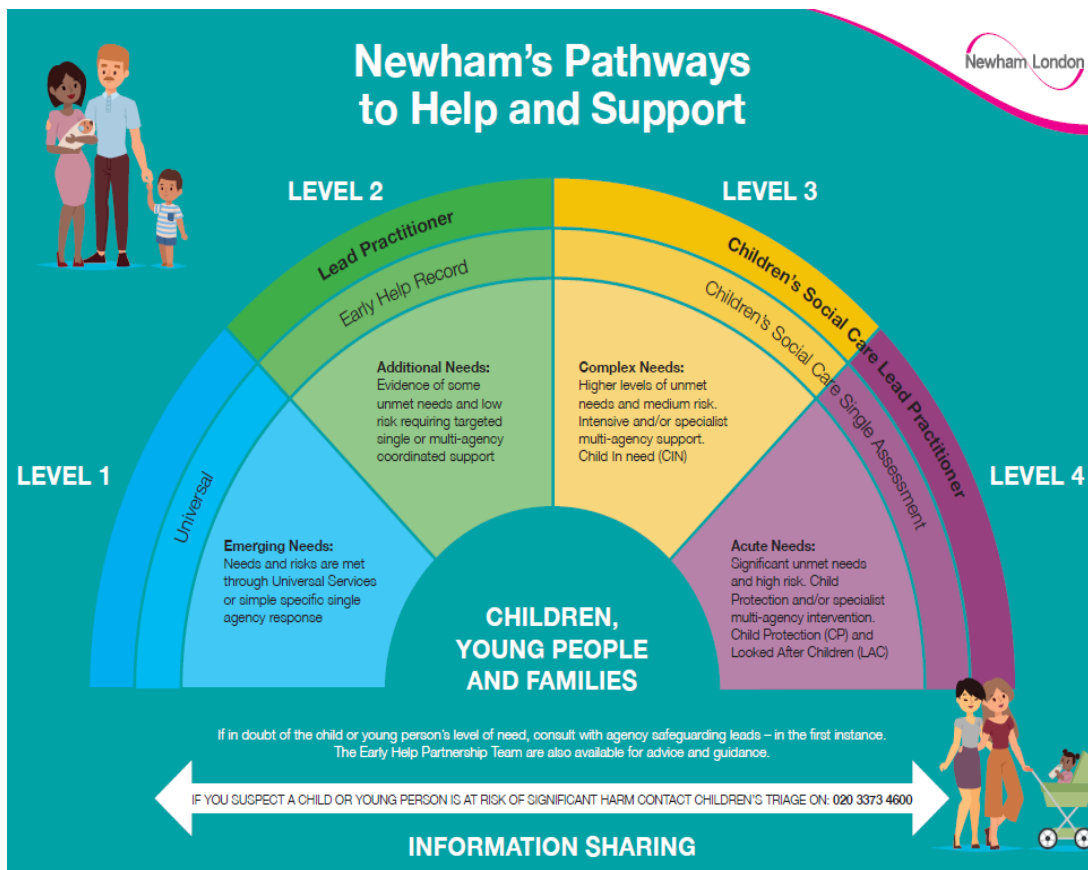 Newham's Pathways
to Help and Support
Newham London
LEVEL 1
LEVEL 2
LEVEL 3
LEVEL 4
Universal
Lead Practitioner
Early Help Record
Children's Social Care Lead Practitioner
Children's Social Care Single Assessment
Emerging Needs:
Needs and risks are met
through Universal Services
or simple specific single
agency response
Additional Needs:
Evidence of some
unmet needs and low
risk requiring targeted
single or multi-agency
coordinated support
Complex Needs:
Higher levels of unmet
needs and medium risk.
Intensive and/or specialist
multi-agency support.
Child In need (CIN)
Acute Needs:
Significant unmet needs
and high risk. Child
Protection and/or specialist
multi-agency intervention.
Child Protection (CP) and
Looked After Children (LAC)
CHILDREN,
YOUNG PEOPLE
AND FAMILIES
If in doubt of the child or young person's level of need, consult with agency safeguarding leads – in the first instance.
The Early Help Partnership Team are also available for advice and guidance.
IF YOU SUSPECT A CHILD OR YOUNG PERSON IS AT RISK OF SIGNIFICANT HARM CONTACT CHILDREN'S TRIAGE ON: 020 3373 4600
INFORMATION SHARING